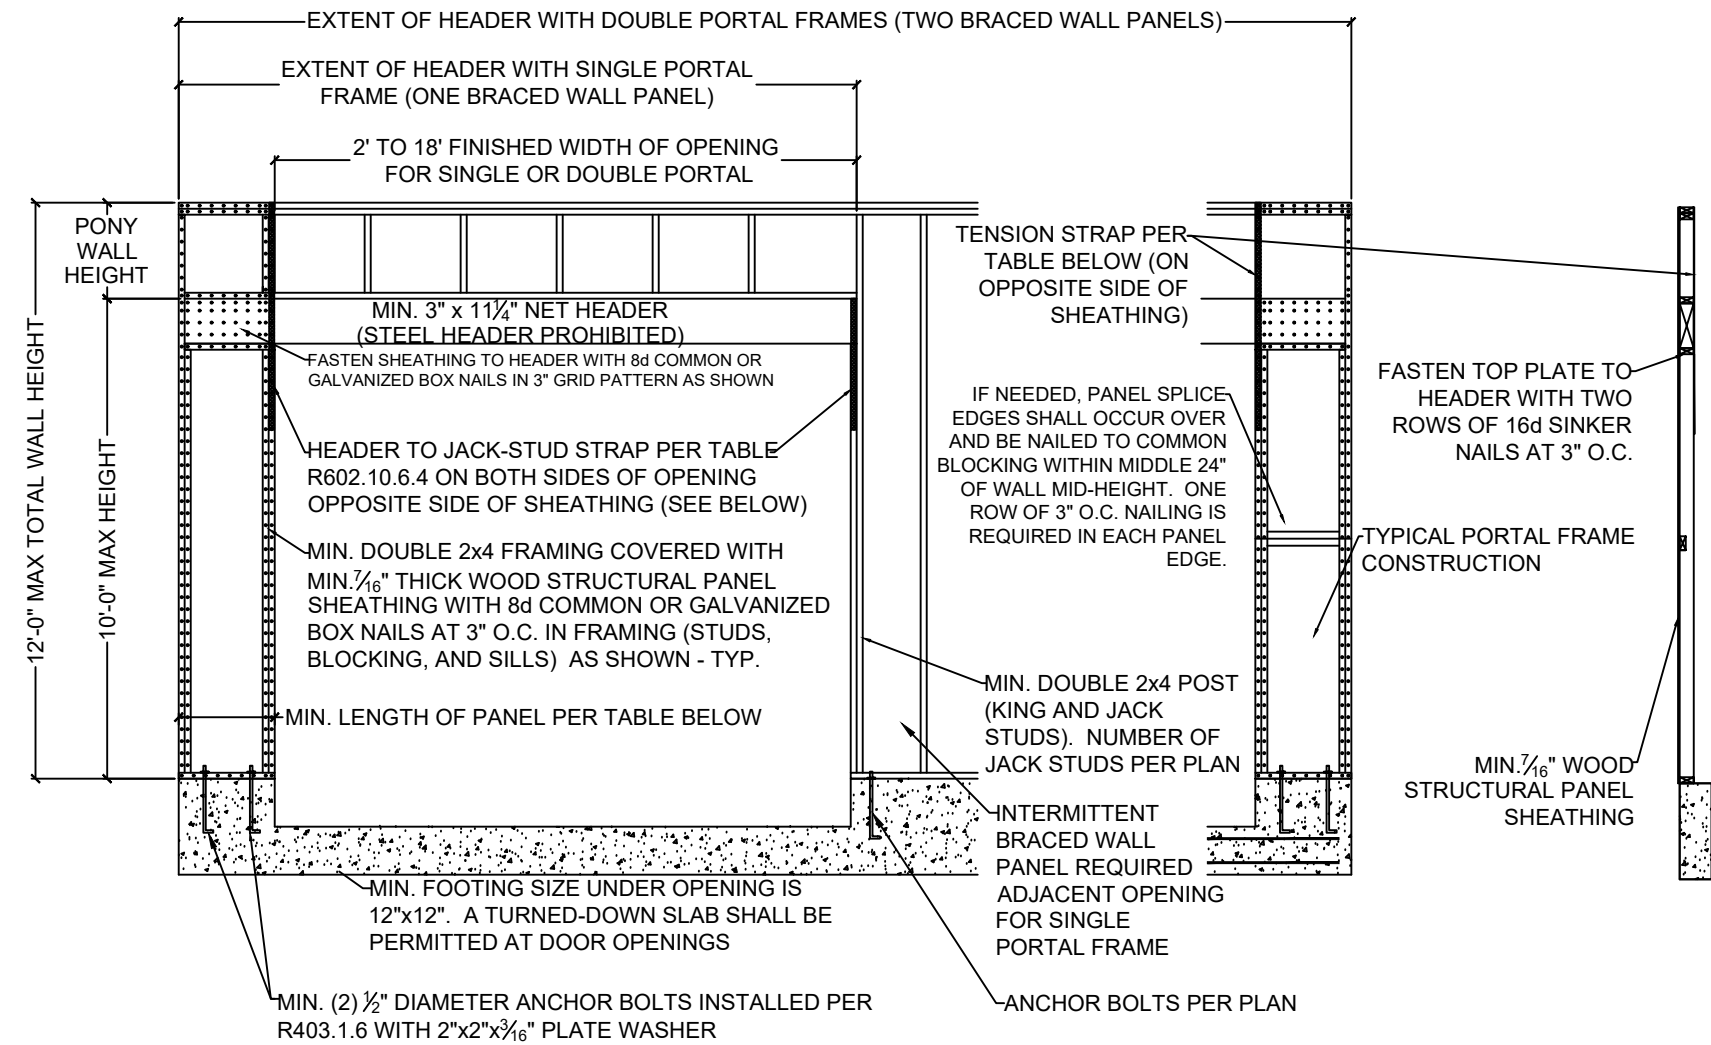 EXTENT OF HEADER WITH DOUBLE PORTAL FRAMES (TWO BRACED WALL PANELS)
EXTENT OF HEADER WITH SINGLE PORTAL
FRAME (ONE BRACED WALL PANEL)
2' TO 18' FINISHED WIDTH OF OPENING
FOR SINGLE OR DOUBLE PORTAL
PONY
WALL
HEIGHT
12'-0" MAX TOTAL WALL HEIGHT
10'-0" MAX HEIGHT
MIN. 3" x 11¼" NET HEADER
(STEEL HEADER PROHIBITED)
FASTEN SHEATHING TO HEADER WITH 8d COMMON OR
GALVANIZED BOX NAILS IN 3" GRID PATTERN AS SHOWN
HEADER TO JACK-STUD STRAP PER TABLE
R602.10.6.4 ON BOTH SIDES OF OPENING
OPPOSITE SIDE OF SHEATHING (SEE BELOW)
MIN. DOUBLE 2x4 FRAMING COVERED WITH
MIN.7⁄16" THICK WOOD STRUCTURAL PANEL
SHEATHING WITH 8d COMMON OR GALVANIZED
BOX NAILS AT 3" O.C. IN FRAMING (STUDS,
BLOCKING, AND SILLS) AS SHOWN - TYP.
MIN. LENGTH OF PANEL PER TABLE BELOW
MIN. FOOTING SIZE UNDER OPENING IS
12"x12". A TURNED-DOWN SLAB SHALL BE
PERMITTED AT DOOR OPENINGS
MIN. (2) ½" DIAMETER ANCHOR BOLTS INSTALLED PER
R403.1.6 WITH 2"x2"x3⁄16" PLATE WASHER
TENSION STRAP PER
TABLE BELOW (ON
OPPOSITE SIDE OF
SHEATHING)
IF NEEDED, PANEL SPLICE
EDGES SHALL OCCUR OVER
AND BE NAILED TO COMMON
BLOCKING WITHIN MIDDLE 24"
OF WALL MID-HEIGHT. ONE
ROW OF 3" O.C. NAILING IS
REQUIRED IN EACH PANEL
EDGE.
MIN. DOUBLE 2x4 POST
(KING AND JACK
STUDS). NUMBER OF
JACK STUDS PER PLAN
INTERMITTENT
BRACED WALL
PANEL REQUIRED
ADJACENT OPENING
FOR SINGLE
PORTAL FRAME
ANCHOR BOLTS PER PLAN
FASTEN TOP PLATE TO
HEADER WITH TWO
ROWS OF 16d SINKER
NAILS AT 3" O.C.
TYPICAL PORTAL FRAME
CONSTRUCTION
MIN.7⁄16" WOOD
STRUCTURAL PANEL
SHEATHING